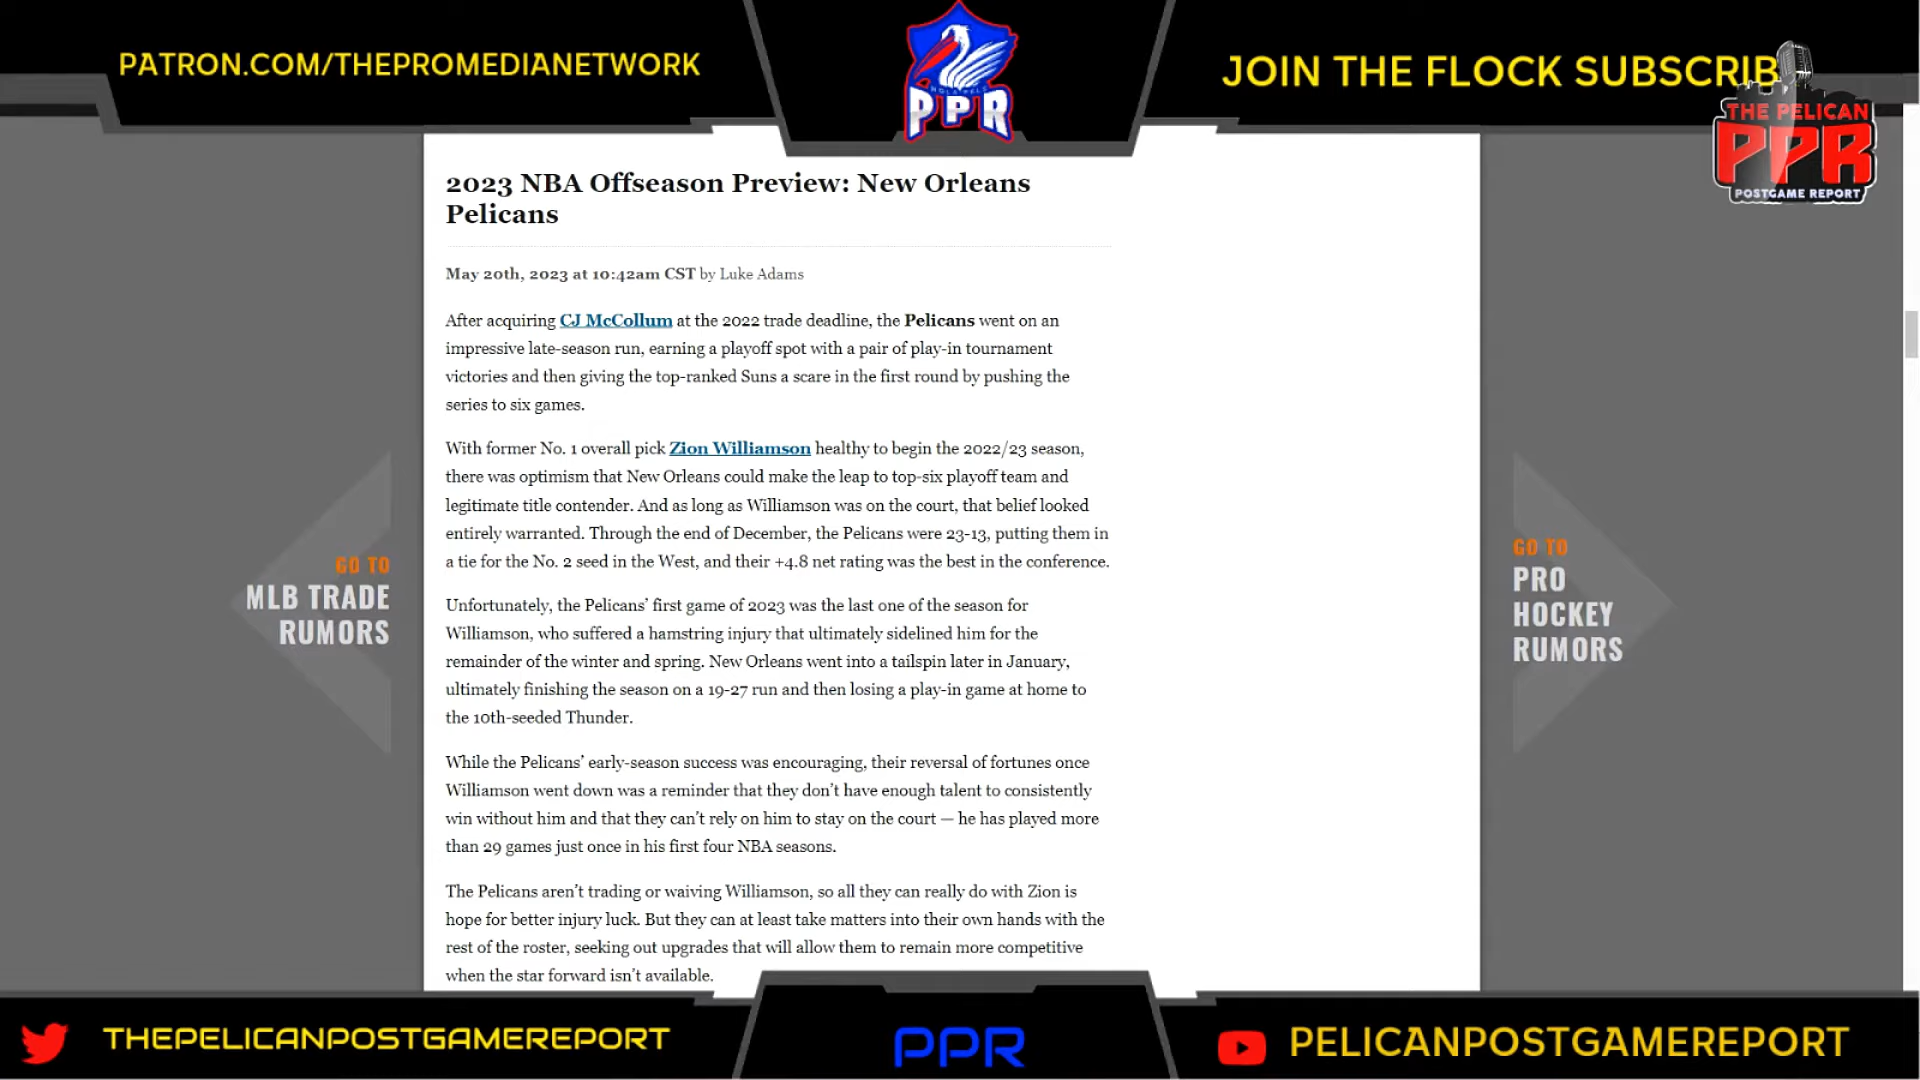 PATRON.COM/THEPROMEDIANETWORK
NOLA PELS
PPR
JOIN THE FLOCK SUBSCRIB
THE PELICAN
PPR
POSTGAME REPORT
2023 NBA Offseason Preview: New Orleans
Pelicans
May 20th, 2023 at 10:42am CST by Luke Adams
After acquiring CJ McCollum at the 2022 trade deadline, the Pelicans went on an
impressive late-season run, earning a playoff spot with a pair of play-in tournament
victories and then giving the top-ranked Suns a scare in the first round by pushing the
series to six games.
With former No. 1 overall pick Zion Williamson healthy to begin the 2022/23 season,
there was optimism that New Orleans could make the leap to top-six playoff team and
legitimate title contender. And as long as Williamson was on the court, that belief looked
entirely warranted. Through the end of December, the Pelicans were 23-13, putting them in
a tie for the No. 2 seed in the West, and their +4.8 net rating was the best in the conference.
Unfortunately, the Pelicans’ first game of 2023 was the last one of the season for
Williamson, who suffered a hamstring injury that ultimately sidelined him for the
remainder of the winter and spring. New Orleans went into a tailspin later in January,
ultimately finishing the season on a 19-27 run and then losing a play-in game at home to
the 10th-seeded Thunder.
While the Pelicans’ early-season success was encouraging, their reversal of fortunes once
Williamson went down was a reminder that they don’t have enough talent to consistently
win without him and that they can’t rely on him to stay on the court — he has played more
than 29 games just once in his first four NBA seasons.
The Pelicans aren’t trading or waiving Williamson, so all they can really do with Zion is
hope for better injury luck. But they can at least take matters into their own hands with the
rest of the roster, seeking out upgrades that will allow them to remain more competitive
when the star forward isn’t available.
GO TO
MLB TRADE
RUMORS
GO TO
PRO
HOCKEY
RUMORS
THEPELICANPOSTGAMEREPORT
PPR
PELICANPOSTGAMEREPORT